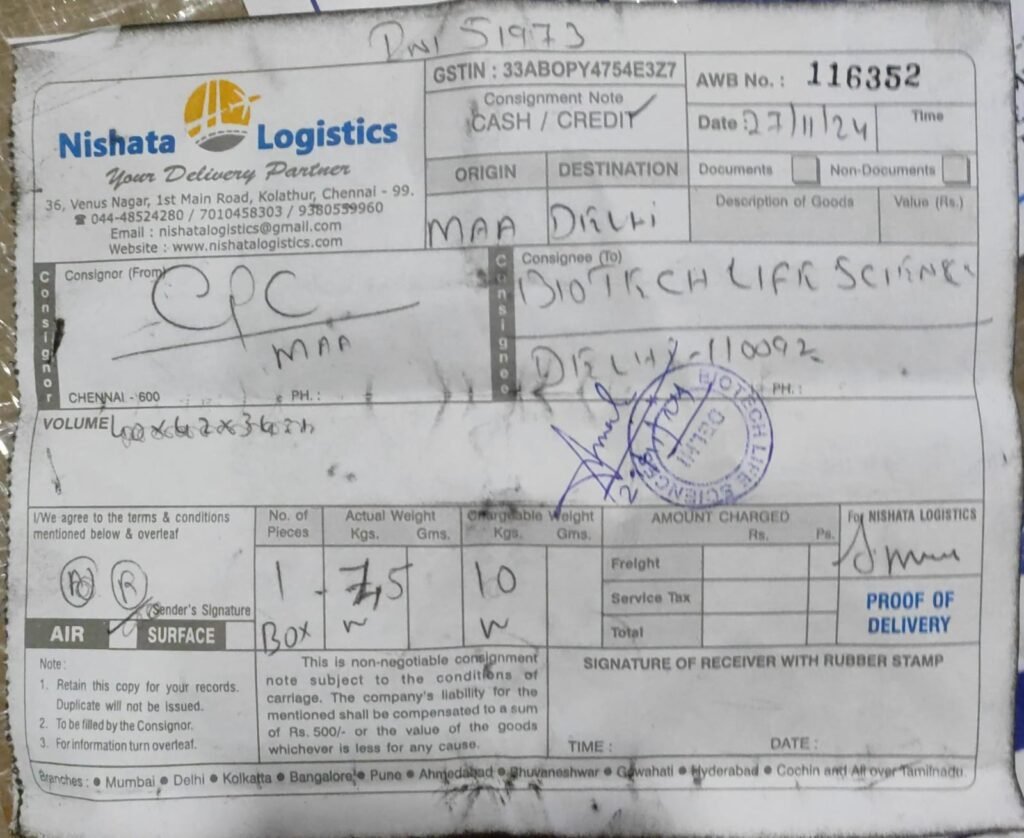 51973
Nishata Logistics
Your Delivery Partner
36, Venus Nagar, 1st Main Road, Kolathur, Chennai - 99.
☎ 044-48524280 / 7010458303 / 9380559960
Email : nishatalogistics@gmail.com
Website : www.nishatalogistics.com
GSTIN : 33ABOPY4754E3Z7
Consignment Note
CASH / CREDIT ✓
AWB No. : 116352
Date 27/11/24
Time
ORIGIN
DESTINATION
MAA
DELHI
Documents
Non-Documents
Description of Goods
Value (Rs.)
Consignor
Consignor (From)
CPC
MAA
CHENNAI - 600
PH. :
Consignee
Consignee (To)
BIOTECH LIFE SCIENCE
DELHI-110092
PH. :
BIOTECH LIFE SCIENCES
DELHI
VOLUME
I/We agree to the terms & conditions
mentioned below & overleaf
Sender's Signature
AIR
SURFACE
No. of
Pieces
1
BOX
Actual Weight
Kgs. Gms.
7.5
Chargeable Weight
Kgs. Gms.
10
AMOUNT CHARGED
Rs. Ps.
Freight
Service Tax
Total
For NISHATA LOGISTICS
PROOF OF
DELIVERY
Note :
1. Retain this copy for your records.
Duplicate will not be Issued.
2. To be filled by the Consignor.
3. For information turn overleaf.
This is non-negotiable consignment
note subject to the conditions of
carriage. The company's liability for the
mentioned shall be compensated to a sum
of Rs. 500/- or the value of the goods
whichever is less for any cause.
SIGNATURE OF RECEIVER WITH RUBBER STAMP
TIME :
DATE :
Branches : ● Mumbai ● Delhi ● Kolkatta ● Bangalore ● Pune ● Ahmedabad ● Bhuvaneshwar ● Gowahati ● Hyderabad ● Cochin and All over Tamilnadu.